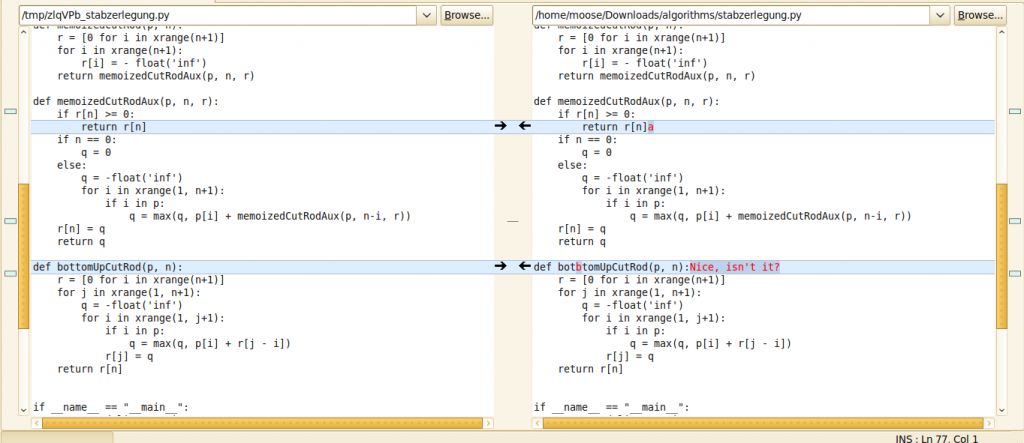 /tmp/zlqVPb_stabzerlegung.py
Browse...
def memoizedCutRod(p, n):
    r = [0 for i in xrange(n+1)]
    for i in xrange(n+1):
        r[i] = - float('inf')
    return memoizedCutRodAux(p, n, r)
def memoizedCutRodAux(p, n, r):
    if r[n] >= 0:
        return r[n]
    if n == 0:
        q = 0
    else:
        q = -float('inf')
        for i in xrange(1, n+1):
            if i in p:
                q = max(q, p[i] + memoizedCutRodAux(p, n-i, r))
    r[n] = q
    return q
def bottomUpCutRod(p, n):
    r = [0 for i in xrange(n+1)]
    for j in xrange(1, n+1):
        q = -float('inf')
        for i in xrange(1, j+1):
            if i in p:
                q = max(q, p[i] + r[j - i])
            r[j] = q
    return r[n]
if __name__ == "__main__":
/home/moose/Downloads/algorithms/stabzerlegung.py
Browse...
def memoizedCutRod(p, n):
    r = [0 for i in xrange(n+1)]
    for i in xrange(n+1):
        r[i] = - float('inf')
    return memoizedCutRodAux(p, n, r)
def memoizedCutRodAux(p, n, r):
    if r[n] >= 0:
        return r[n]a
    if n == 0:
        q = 0
    else:
        q = -float('inf')
        for i in xrange(1, n+1):
            if i in p:
                q = max(q, p[i] + memoizedCutRodAux(p, n-i, r))
    r[n] = q
    return q
def botbtomUpCutRod(p, n):Nice, isn't it?
    r = [0 for i in xrange(n+1)]
    for j in xrange(1, n+1):
        q = -float('inf')
        for i in xrange(1, j+1):
            if i in p:
                q = max(q, p[i] + r[j - i])
            r[j] = q
    return r[n]
if __name__ == "__main__":
INS : Ln 77, Col 1